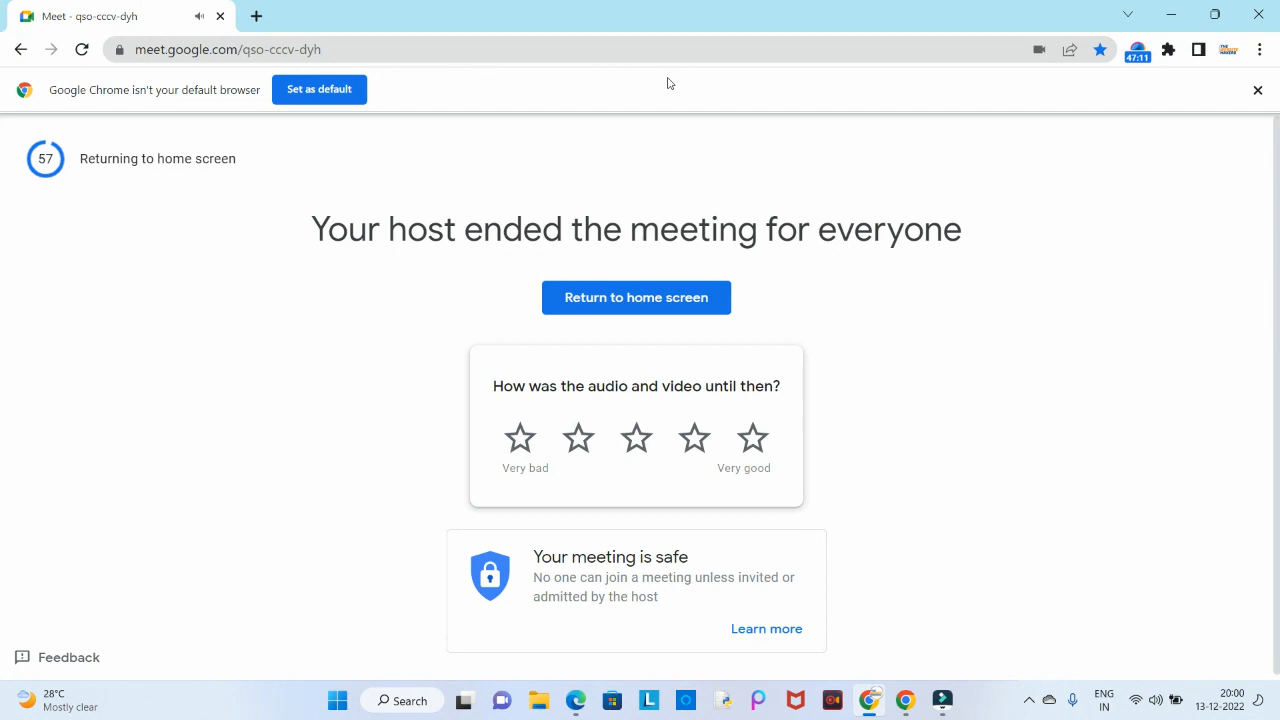 Meet - qso-cccv-dyh
meet.google.com/qso-cccv-dyh
47:11
Google Chrome isn't your default browser
Set as default
57
Returning to home screen
Your host ended the meeting for everyone
Return to home screen
How was the audio and video until then?
Very bad
Very good
Your meeting is safe
No one can join a meeting unless invited or
admitted by the host
Learn more
Feedback
28°C
Mostly clear
Search
L
ENG
IN
20:00
13-12-2022